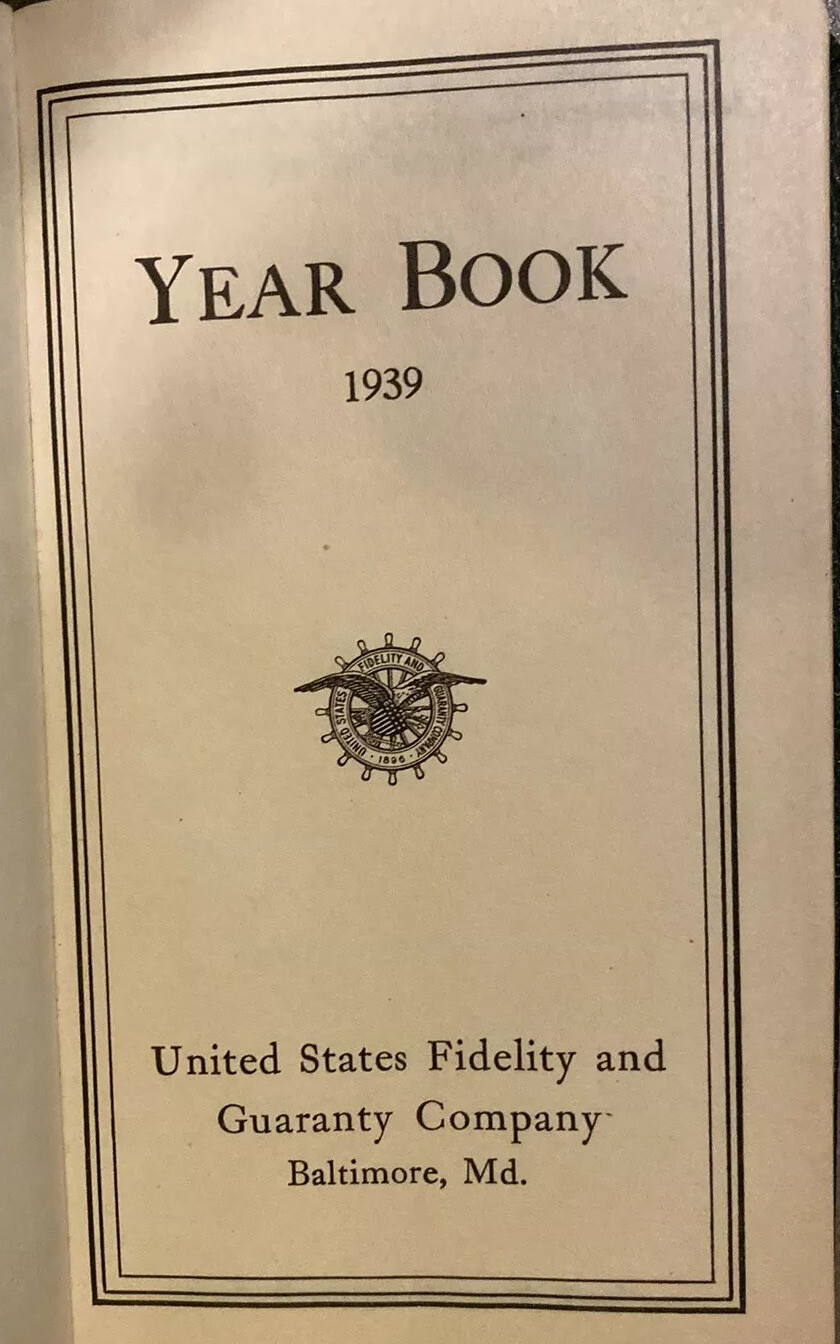 YEAR BOOK
1939
UNITED STATES FIDELITY AND GUARANTY COMPANY
· 1896 ·
United States Fidelity and
Guaranty Company
Baltimore, Md.